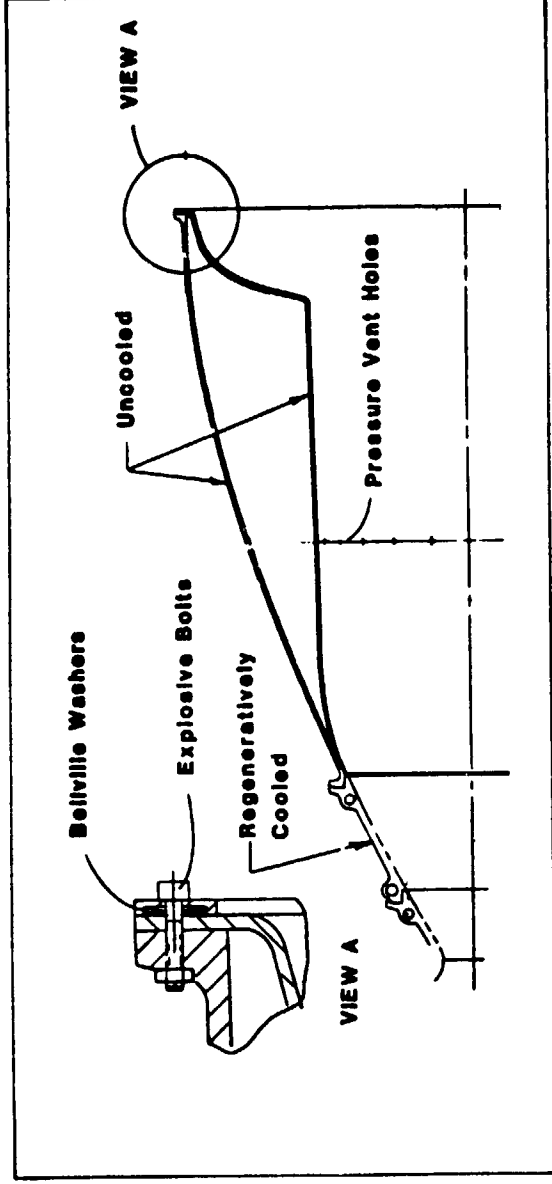 Bellville Washers
Explosive Bolts
Regeneratively
Cooled
VIEW A
Uncooled
Pressure Vent Holes
VIEW A